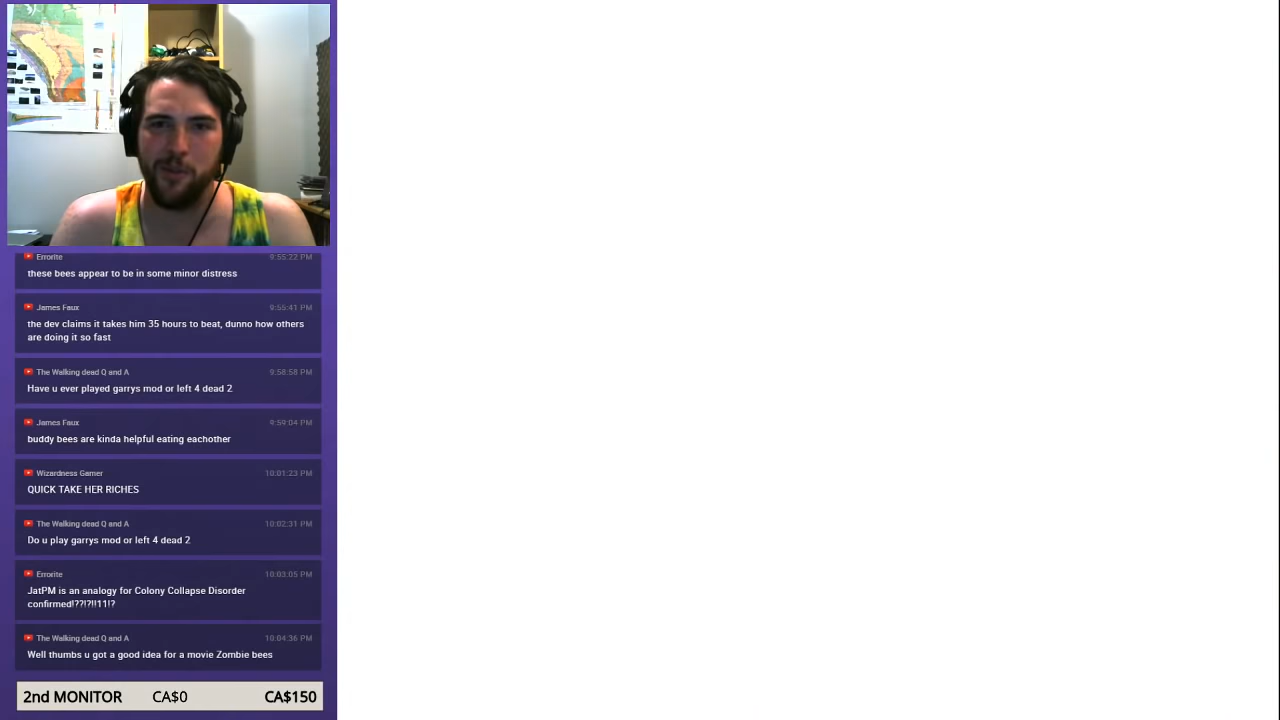 Errorite 9:55:22 PM
these bees appear to be in some minor distress
James Faux 9:55:41 PM
the dev claims it takes him 35 hours to beat, dunno how others
are doing it so fast
The Walking dead Q and A 9:58:58 PM
Have u ever played garrys mod or left 4 dead 2
James Faux 9:59:04 PM
buddy bees are kinda helpful eating eachother
Wizardness Gamer 10:01:23 PM
QUICK TAKE HER RICHES
The Walking dead Q and A 10:02:31 PM
Do u play garrys mod or left 4 dead 2
Errorite 10:03:05 PM
JatPM is an analogy for Colony Collapse Disorder
confirmed!??!?!!11!?
The Walking dead Q and A 10:04:36 PM
Well thumbs u got a good idea for a movie Zombie bees
2nd MONITOR CA$0 CA$150